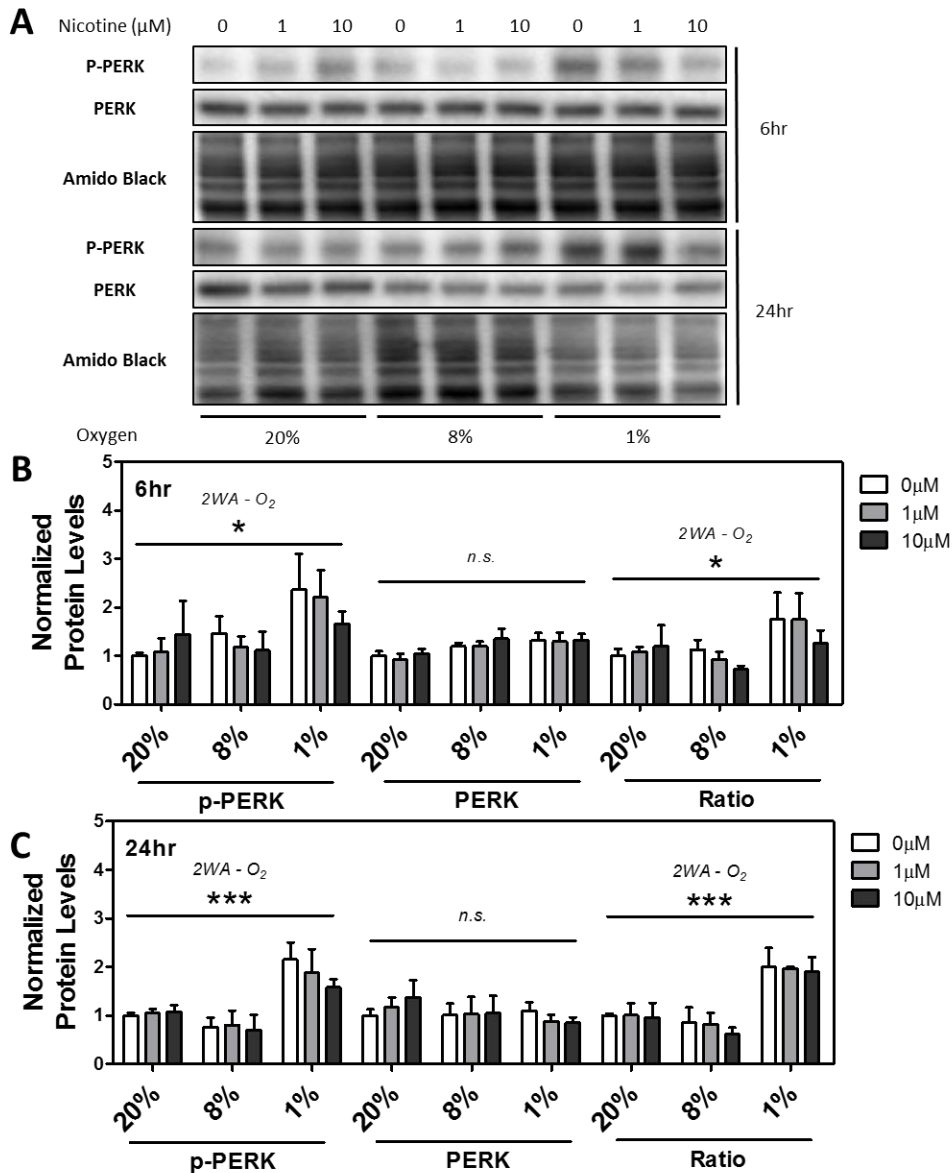 A
Nicotine (μM) 0 1 10 0 1 10 0 1 10
P-PERK
PERK
6hr
Amido Black
P-PERK
PERK
24hr
Amido Black
Oxygen 20% 8% 1%
B
Normalized
Protein Levels
5
4
3
2
1
0
6hr
2WA - O₂
*
n.s.
2WA - O₂
*
0μM
1μM
10μM
20% 8% 1% 20% 8% 1% 20% 8% 1%
p-PERK PERK Ratio
C
Normalized
Protein Levels
5
4
3
2
1
0
24hr
2WA - O₂
***
n.s.
2WA - O₂
***
0μM
1μM
10μM
20% 8% 1% 20% 8% 1% 20% 8% 1%
p-PERK PERK Ratio